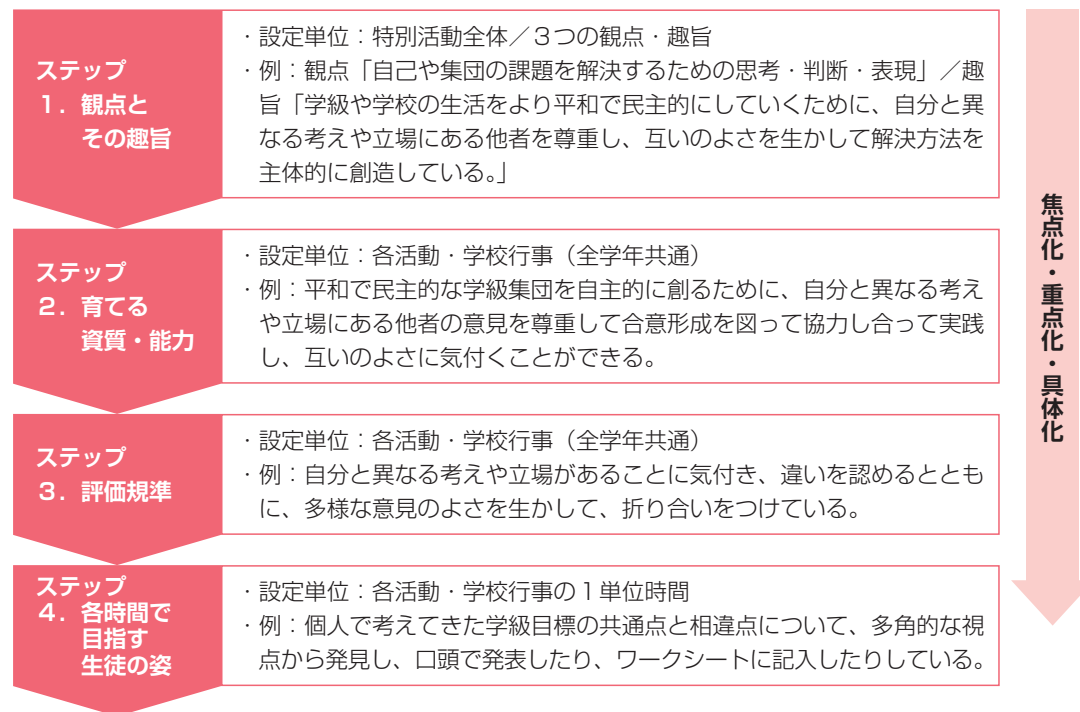 ステップ
1．観点と
その趣旨
・設定単位：特別活動全体／3つの観点・趣旨
・例：観点「自己や集団の課題を解決するための思考・判断・表現」／趣
旨「学級や学校の生活をより平和で民主的にしていくために、自分と異
なる考えや立場にある他者を尊重し、互いのよさを生かして解決方法を
主体的に創造している。」
ステップ
2．育てる
資質・能力
・設定単位：各活動・学校行事（全学年共通）
・例：平和で民主的な学級集団を自主的に創るために、自分と異なる考え
や立場にある他者の意見を尊重して合意形成を図って協力し合って実践
し、互いのよさに気付くことができる。
ステップ
3．評価規準
・設定単位：各活動・学校行事（全学年共通）
・例：自分と異なる考えや立場があることに気付き、違いを認めるととも
に、多様な意見のよさを生かして、折り合いをつけている。
ステップ
4．各時間で
目指す
生徒の姿
・設定単位：各活動・学校行事の1単位時間
・例：個人で考えてきた学級目標の共通点と相違点について、多角的な視
点から発見し、口頭で発表したり、ワークシートに記入したりしている。
焦点化・重点化・具体化